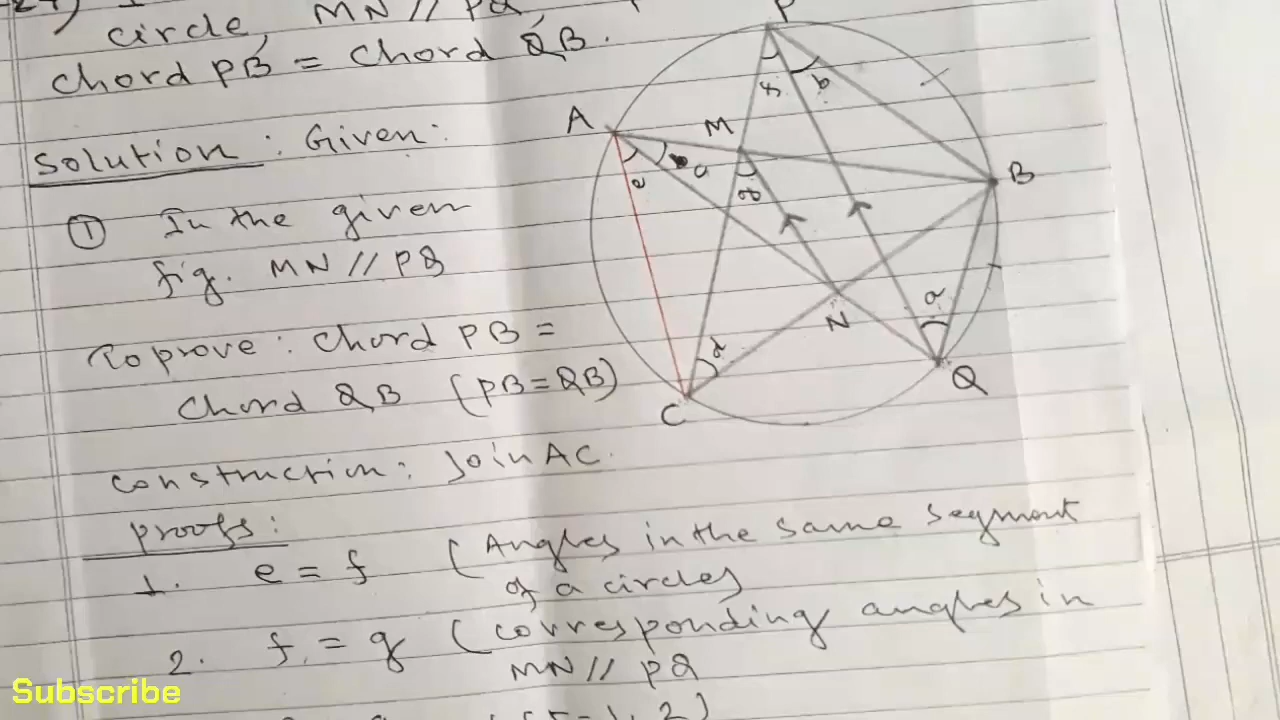 circle, MN // PQ,
chord PB = chord QB.
Solution : Given:
① In the given
fig. MN // PQ
To prove : chord PB =
chord QB (PB = QB)
construction: Join AC.
proofs:
1. e = f (Angles in the same segment
of a circles
2. f = g (corresponding angles in
MN // PQ
P
A
M
B
N
Q
C
f
b
e
a
g
d
a
Subscribe